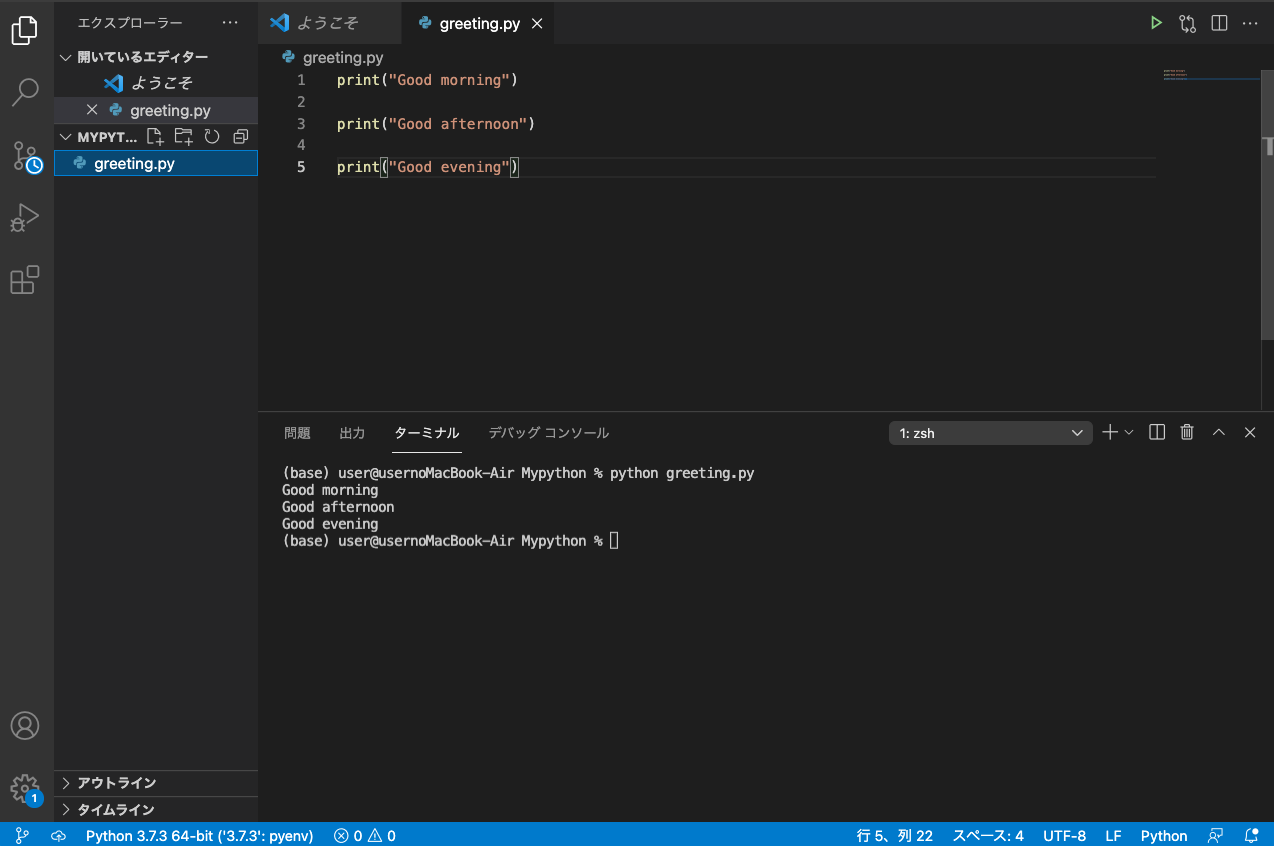 エクスプローラー
開いているエディター
ようこそ
greeting.py
MYPYT...
greeting.py
アウトライン
タイムライン
ようこそ
greeting.py
greeting.py
1 print("Good morning")
2
3 print("Good afternoon")
4
5 print("Good evening")
問題 出力 ターミナル デバッグ コンソール 1: zsh
(base) user@usernoMacBook-Air Mypython % python greeting.py
Good morning
Good afternoon
Good evening
(base) user@usernoMacBook-Air Mypython %
1
Python 3.7.3 64-bit ('3.7.3': pyenv) 0 0 行 5、列 22 スペース: 4 UTF-8 LF Python